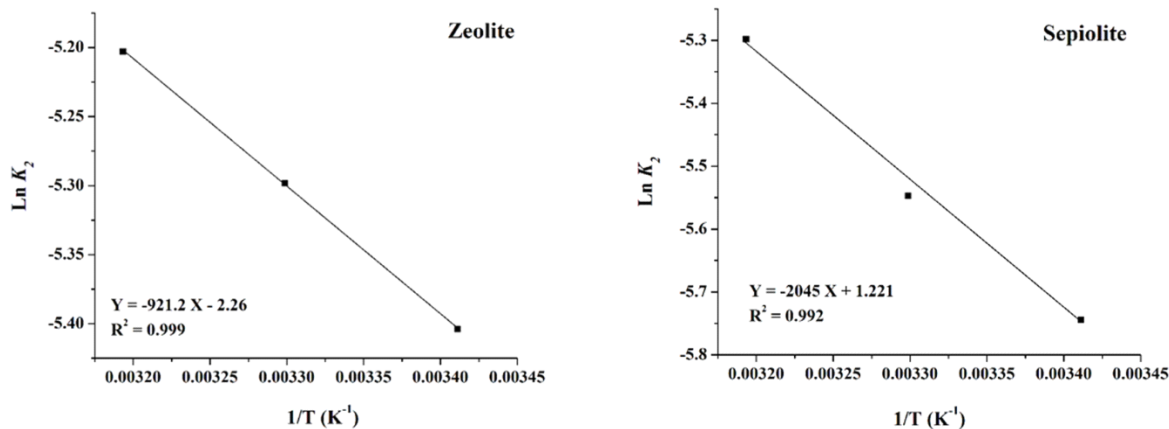 Zeolite
Ln K2
-5.20
-5.25
-5.30
-5.35
-5.40
Y = -921.2 X - 2.26
R² = 0.999
0.00320 0.00325 0.00330 0.00335 0.00340 0.00345
1/T (K⁻¹)
Sepiolite
Ln K2
-5.3
-5.4
-5.5
-5.6
-5.7
-5.8
Y = -2045 X + 1.221
R² = 0.992
0.00320 0.00325 0.00330 0.00335 0.00340 0.00345
1/T (K⁻¹)